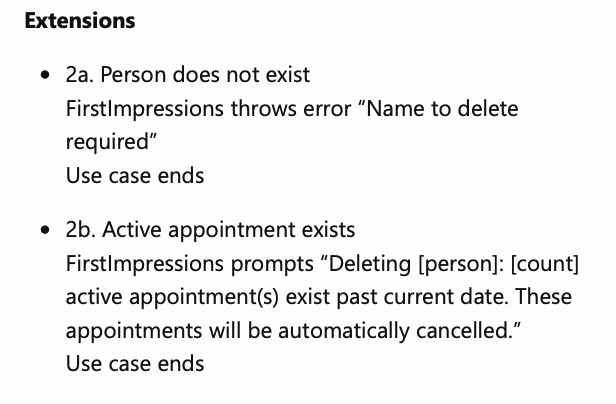 Extensions
• 2a. Person does not exist
FirstImpressions throws error “Name to delete
required”
Use case ends
• 2b. Active appointment exists
FirstImpressions prompts “Deleting [person]: [count]
active appointment(s) exist past current date. These
appointments will be automatically cancelled.”
Use case ends